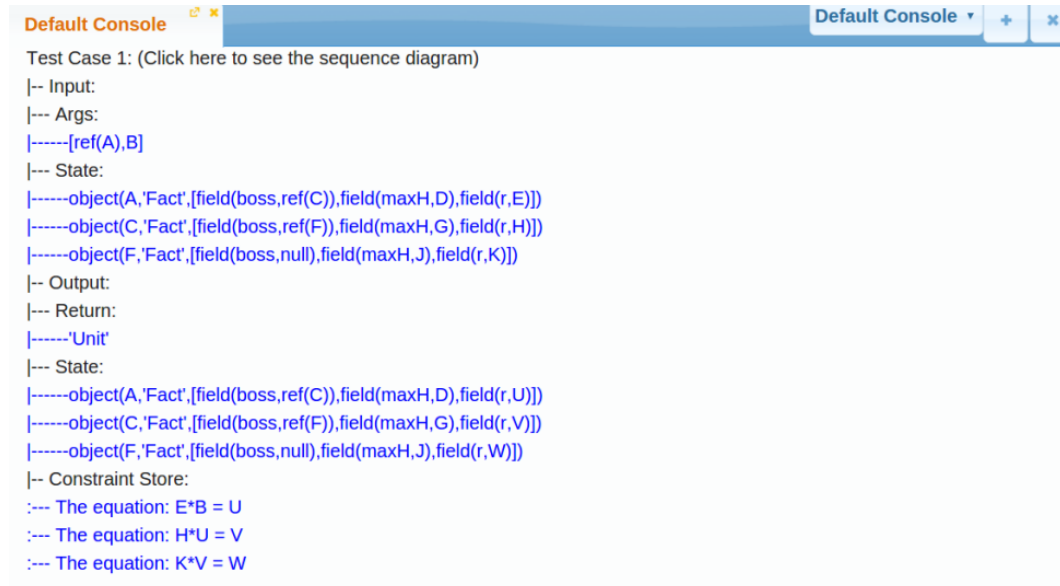 Default Console
Default Console
Test Case 1: (Click here to see the sequence diagram)
|-- Input:
|--- Args:
|------[ref(A),B]
|--- State:
|------object(A,'Fact',[field(boss,ref(C)),field(maxH,D),field(r,E)])
|------object(C,'Fact',[field(boss,ref(F)),field(maxH,G),field(r,H)])
|------object(F,'Fact',[field(boss,null),field(maxH,J),field(r,K)])
|-- Output:
|--- Return:
|------'Unit'
|--- State:
|------object(A,'Fact',[field(boss,ref(C)),field(maxH,D),field(r,U)])
|------object(C,'Fact',[field(boss,ref(F)),field(maxH,G),field(r,V)])
|------object(F,'Fact',[field(boss,null),field(maxH,J),field(r,W)])
|-- Constraint Store:
:--- The equation: E*B = U
:--- The equation: H*U = V
:--- The equation: K*V = W